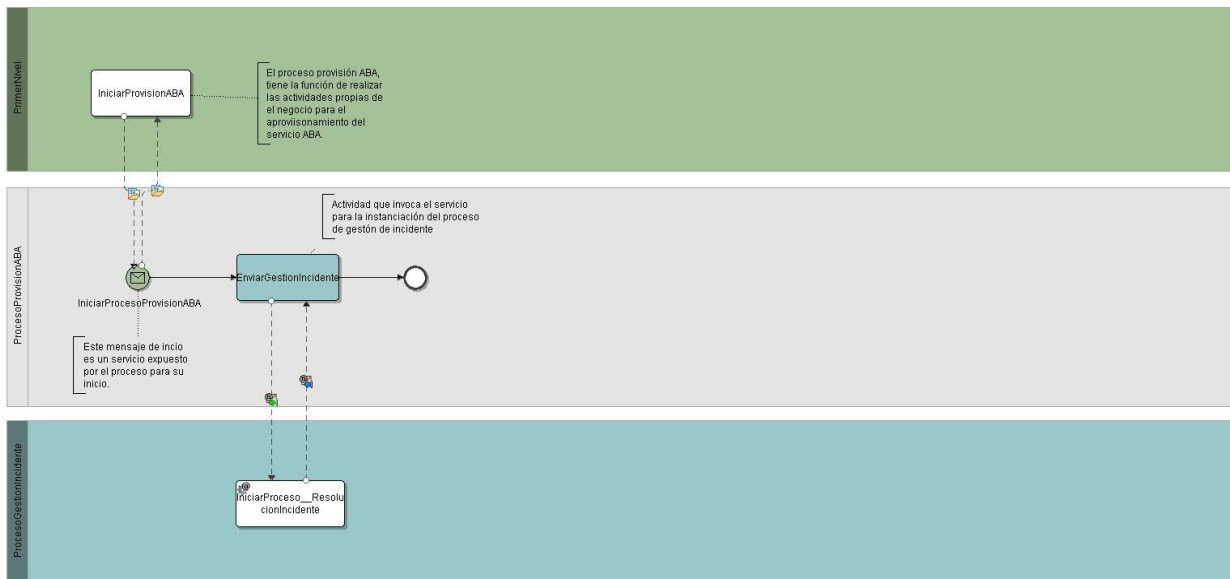 PrimerNivel
IniciarProvisionABA
El proceso provisión ABA,
tiene la función de realizar
las actividades propias de
el negocio para el
aproviisonamiento del
servicio ABA.
ProcesoProvisionABA
Actividad que invoca el servicio
para la instanciación del proceso
de gestión de incidente
EnviarGestionIncidente
IniciarProcesoProvisionABA
Este mensaje de incio
es un servicio expuesto
por el proceso para su
inicio.
ProcesoGestionIncidente
IniciarProceso__Resolu
cionIncidente